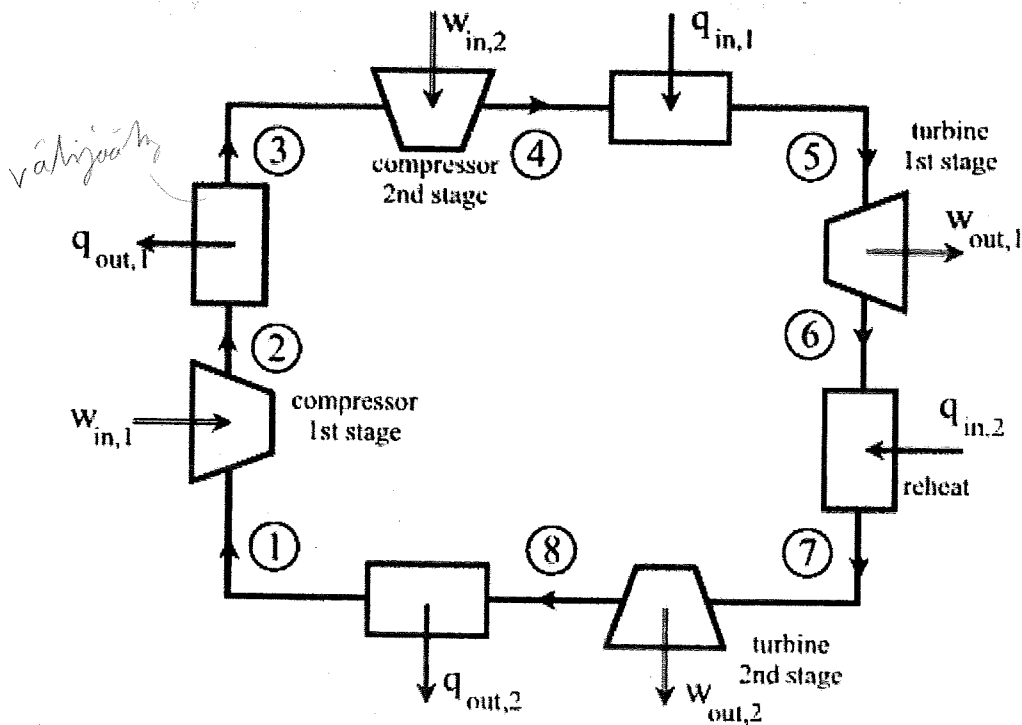 w in,2
q in,1
3
compressor
2nd stage
4
5
turbine
1st stage
välijäähy
q out,1
w out,1
2
6
w in,1
compressor
1st stage
q in,2
reheat
1
8
7
turbine
2nd stage
q out,2
w out,2